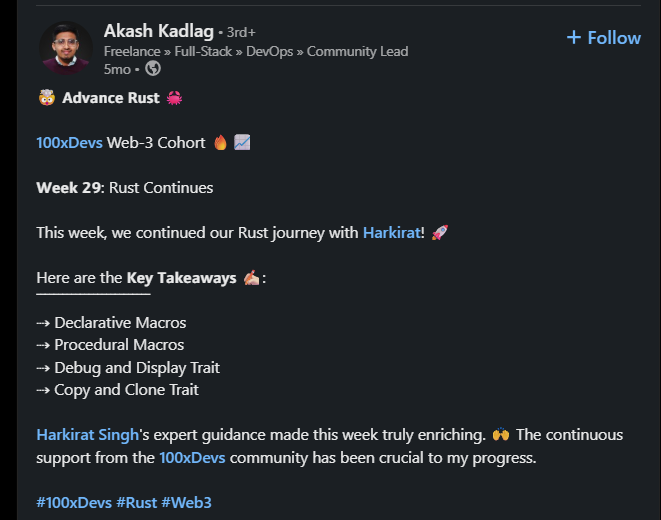 Akash Kadlag • 3rd+
+ Follow
Freelance » Full-Stack » DevOps » Community Lead
5mo •
🤯 Advance Rust 🦀
100xDevs Web-3 Cohort 🔥 📈
Week 29: Rust Continues
This week, we continued our Rust journey with Harkirat! 🚀
Here are the Key Takeaways ✍🏻:
⇢ Declarative Macros
⇢ Procedural Macros
⇢ Debug and Display Trait
⇢ Copy and Clone Trait
Harkirat Singh's expert guidance made this week truly enriching. 🙌 The continuous
support from the 100xDevs community has been crucial to my progress.
#100xDevs #Rust #Web3